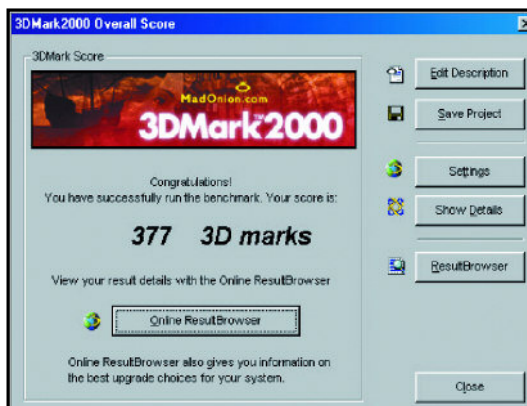 3DMark2000 Overall Score
3DMark Score
MadOnion.com
3DMark™2000
Congratulations!
You have successfully run the benchmark. Your score is:
377 3D marks
View your result details with the Online ResultBrowser
Online ResultBrowser
Online ResultBrowser also gives you information on
the best upgrade choices for your system.
Edit Description
Save Project
Settings
Show Details
ResultBrowser
Close